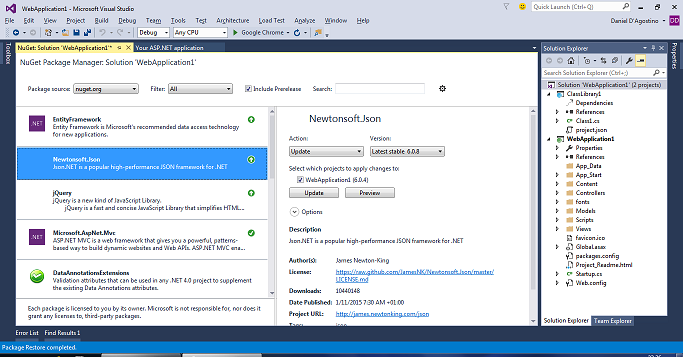 WebApplication1 - Microsoft Visual Studio
Quick Launch (Ctrl+Q)
File Edit View Project Build Debug Team Tools Test Architecture Load Test Analyze Window Help
Daniel D'Agostino DD
Debug Any CPU Google Chrome
Toolbox
NuGet: Solution 'WebApplication1'* Your ASP.NET application
NuGet Package Manager: Solution 'WebApplication1'
Package source: nuget.org Filter: All Include Prerelease Search:
.NET
EntityFramework
Entity Framework is Microsoft's recommended data access technology
for new applications.
Newtonsoft.Json
Json.NET is a popular high-performance JSON framework for .NET
jQuery
jQuery is a new kind of JavaScript Library.
jQuery is a fast and concise JavaScript Library that simplifies HTML...
.NET
Microsoft.AspNet.Mvc
ASP.NET MVC is a web framework that gives you a powerful, patterns-
based way to build dynamic websites and Web APIs. ASP.NET MVC ena...
DataAnnotationsExtensions
Validation attributes that can be used in any .NET 4.0 project to supplement
the existing Data Annotations attributes.
Each package is licensed to you by its owner. Microsoft is not responsible for, nor does it
grant any licenses to, third-party packages.
Newtonsoft.Json
Action: Version:
Update Latest stable 6.0.8
Select which projects to apply changes to:
WebApplication1 (6.0.4)
Update Preview
Options
Description
Json.NET is a popular high-performance JSON framework for .NET
Author(s): James Newton-King
License: https://raw.github.com/JamesNK/Newtonsoft.Json/master/
LICENSE.md
Downloads: 10440148
Date Published: 1/11/2015 7:30 AM +01:00
Project URL: http://james.newtonking.com/json
Tags: json
Solution Explorer
Search Solution Explorer (Ctrl+;)
Solution 'WebApplication1' (2 projects)
ClassLibrary1
Dependencies
References
C# Class1.cs
project.json
WebApplication1
Properties
References
App_Data
App_Start
Content
Controllers
fonts
Models
Scripts
Views
favicon.ico
Global.asax
packages.config
Project_Readme.html
C# Startup.cs
Web.config
Solution Explorer Team Explorer
Properties
Error List Find Results 1
Package Restore completed.